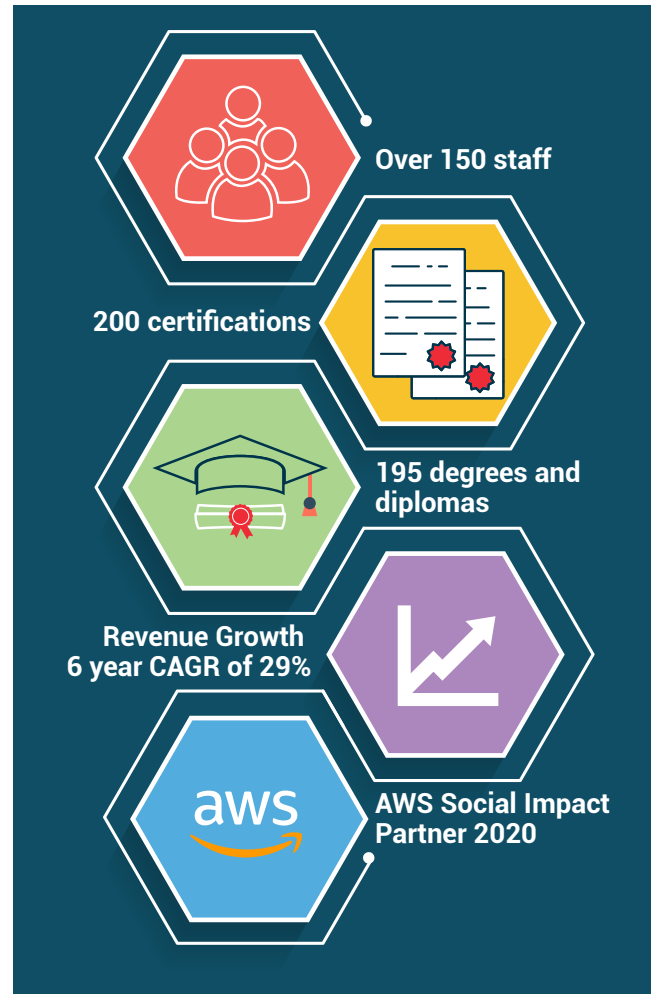 Over 150 staff
200 certifications
195 degrees and
diplomas
Revenue Growth
6 year CAGR of 29%
aws
AWS Social Impact
Partner 2020